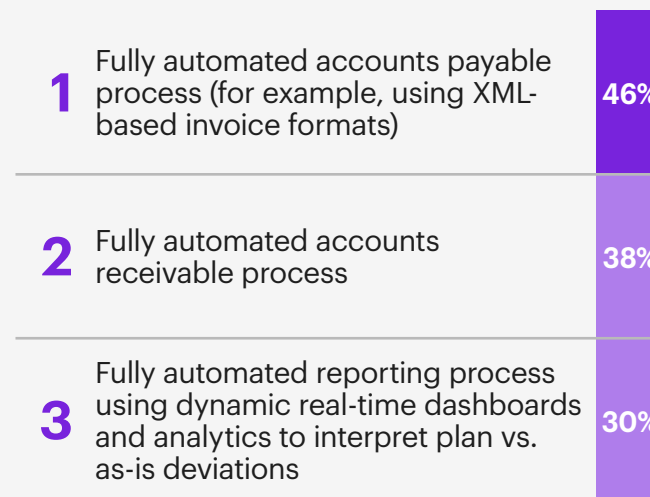 1
Fully automated accounts payable
process (for example, using XML-
based invoice formats)
46%
2
Fully automated accounts
receivable process
38%
3
Fully automated reporting process
using dynamic real-time dashboards
and analytics to interpret plan vs.
as-is deviations
30%